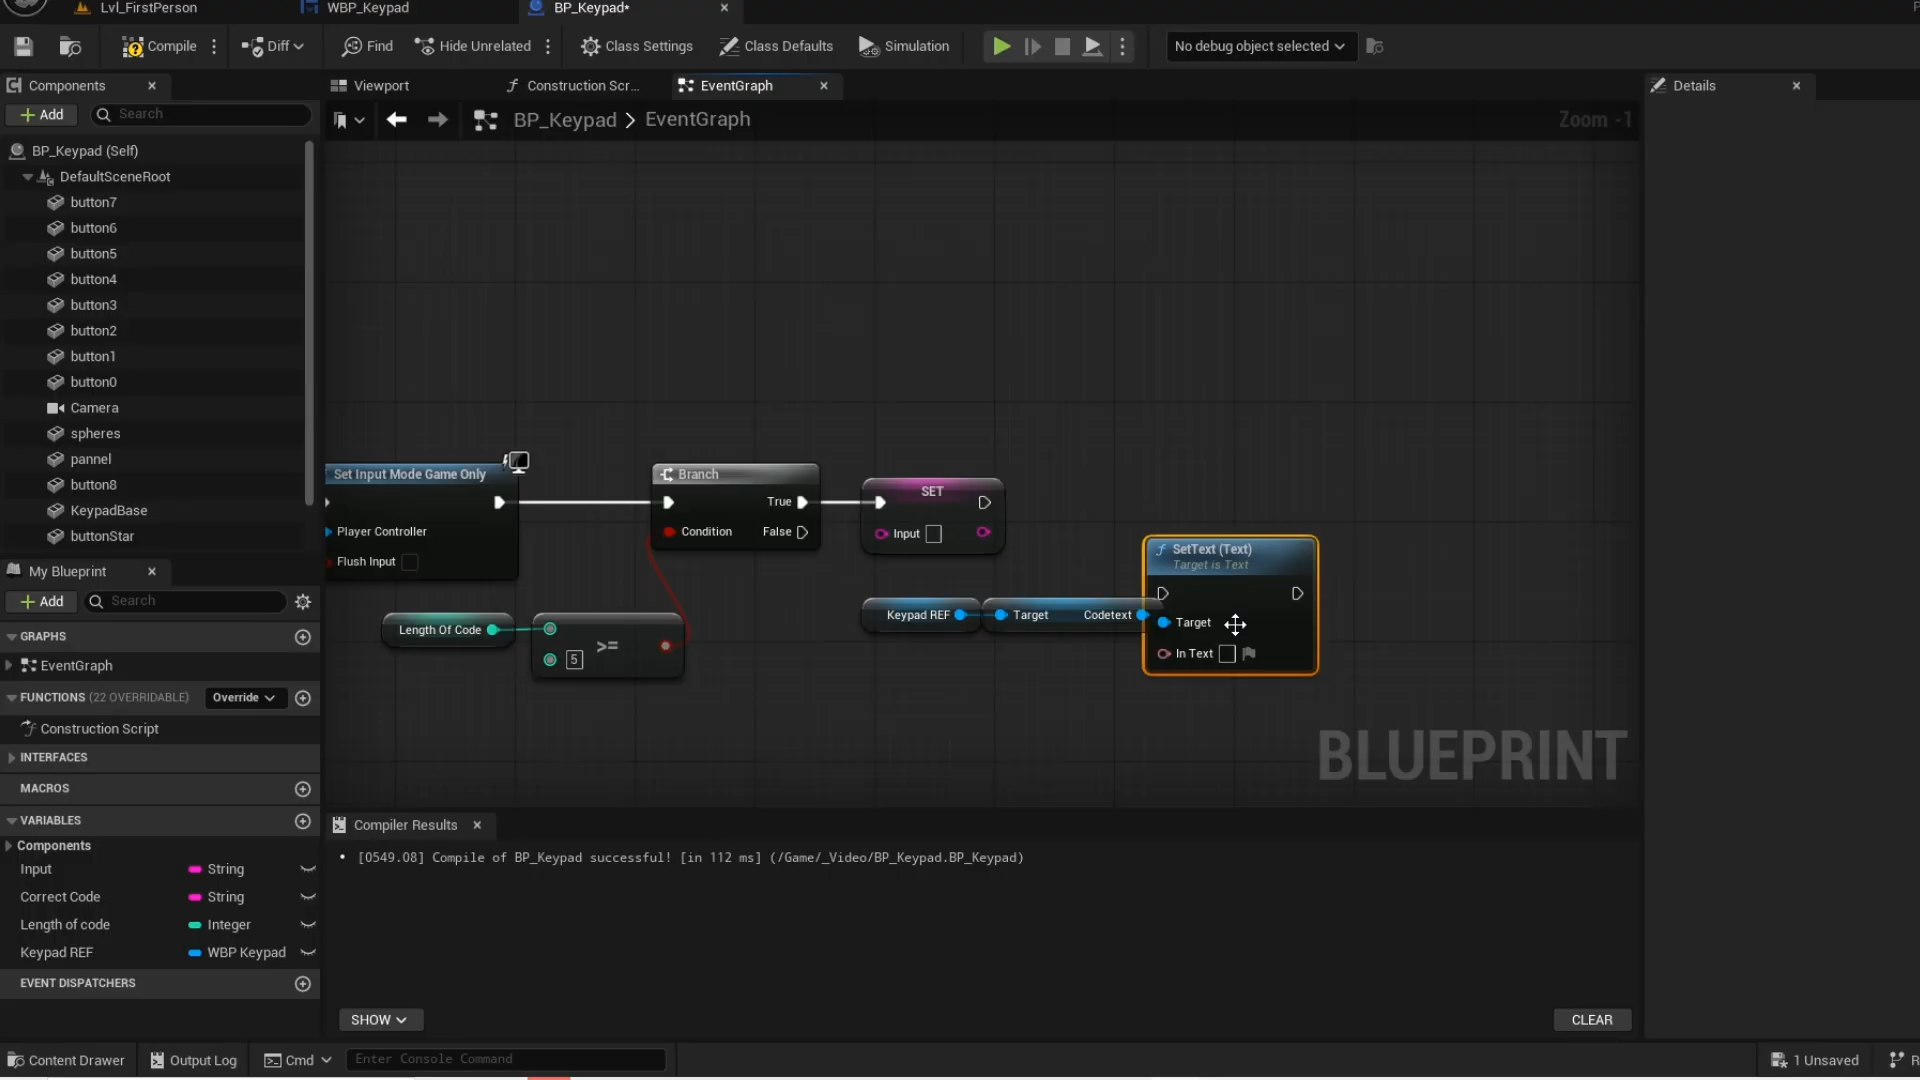 Lvl_FirstPerson
WBP_Keypad
BP_Keypad*
Compile
Diff
Find
Hide Unrelated
Class Settings
Class Defaults
Simulation
No debug object selected
Components
Viewport
Construction Scr...
EventGraph
Details
Add
Search
BP_Keypad > EventGraph
Zoom -1
BP_Keypad (Self)
DefaultSceneRoot
button7
button6
button5
button4
button3
button2
button1
button0
Camera
spheres
pannel
button8
KeypadBase
buttonStar
Set Input Mode Game Only
Player Controller
Flush Input
Branch
True
Condition
False
SET
Input
Length Of Code
>=
5
Keypad REF
Target
Codetext
SetText (Text)
Target is Text
Target
In Text
BLUEPRINT
My Blueprint
Add
Search
GRAPHS
EventGraph
FUNCTIONS (22 OVERRIDABLE)
Override
Construction Script
INTERFACES
MACROS
VARIABLES
Components
Input String
Correct Code String
Length of code Integer
Keypad REF WBP Keypad
EVENT DISPATCHERS
Compiler Results
• [0549.08] Compile of BP_Keypad successful! [in 112 ms] (/Game/_Video/BP_Keypad.BP_Keypad)
SHOW
CLEAR
Content Drawer
Output Log
Cmd
Enter Console Command
1 Unsaved
R